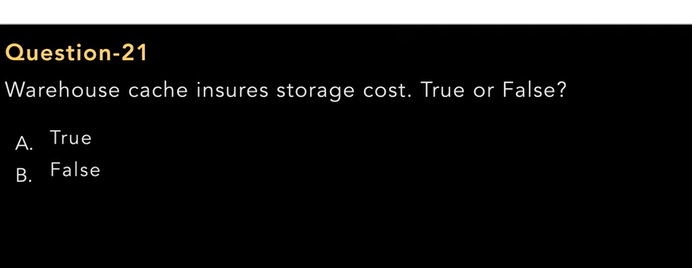 Question-21
Warehouse cache insures storage cost. True or False?
A. True
B. False